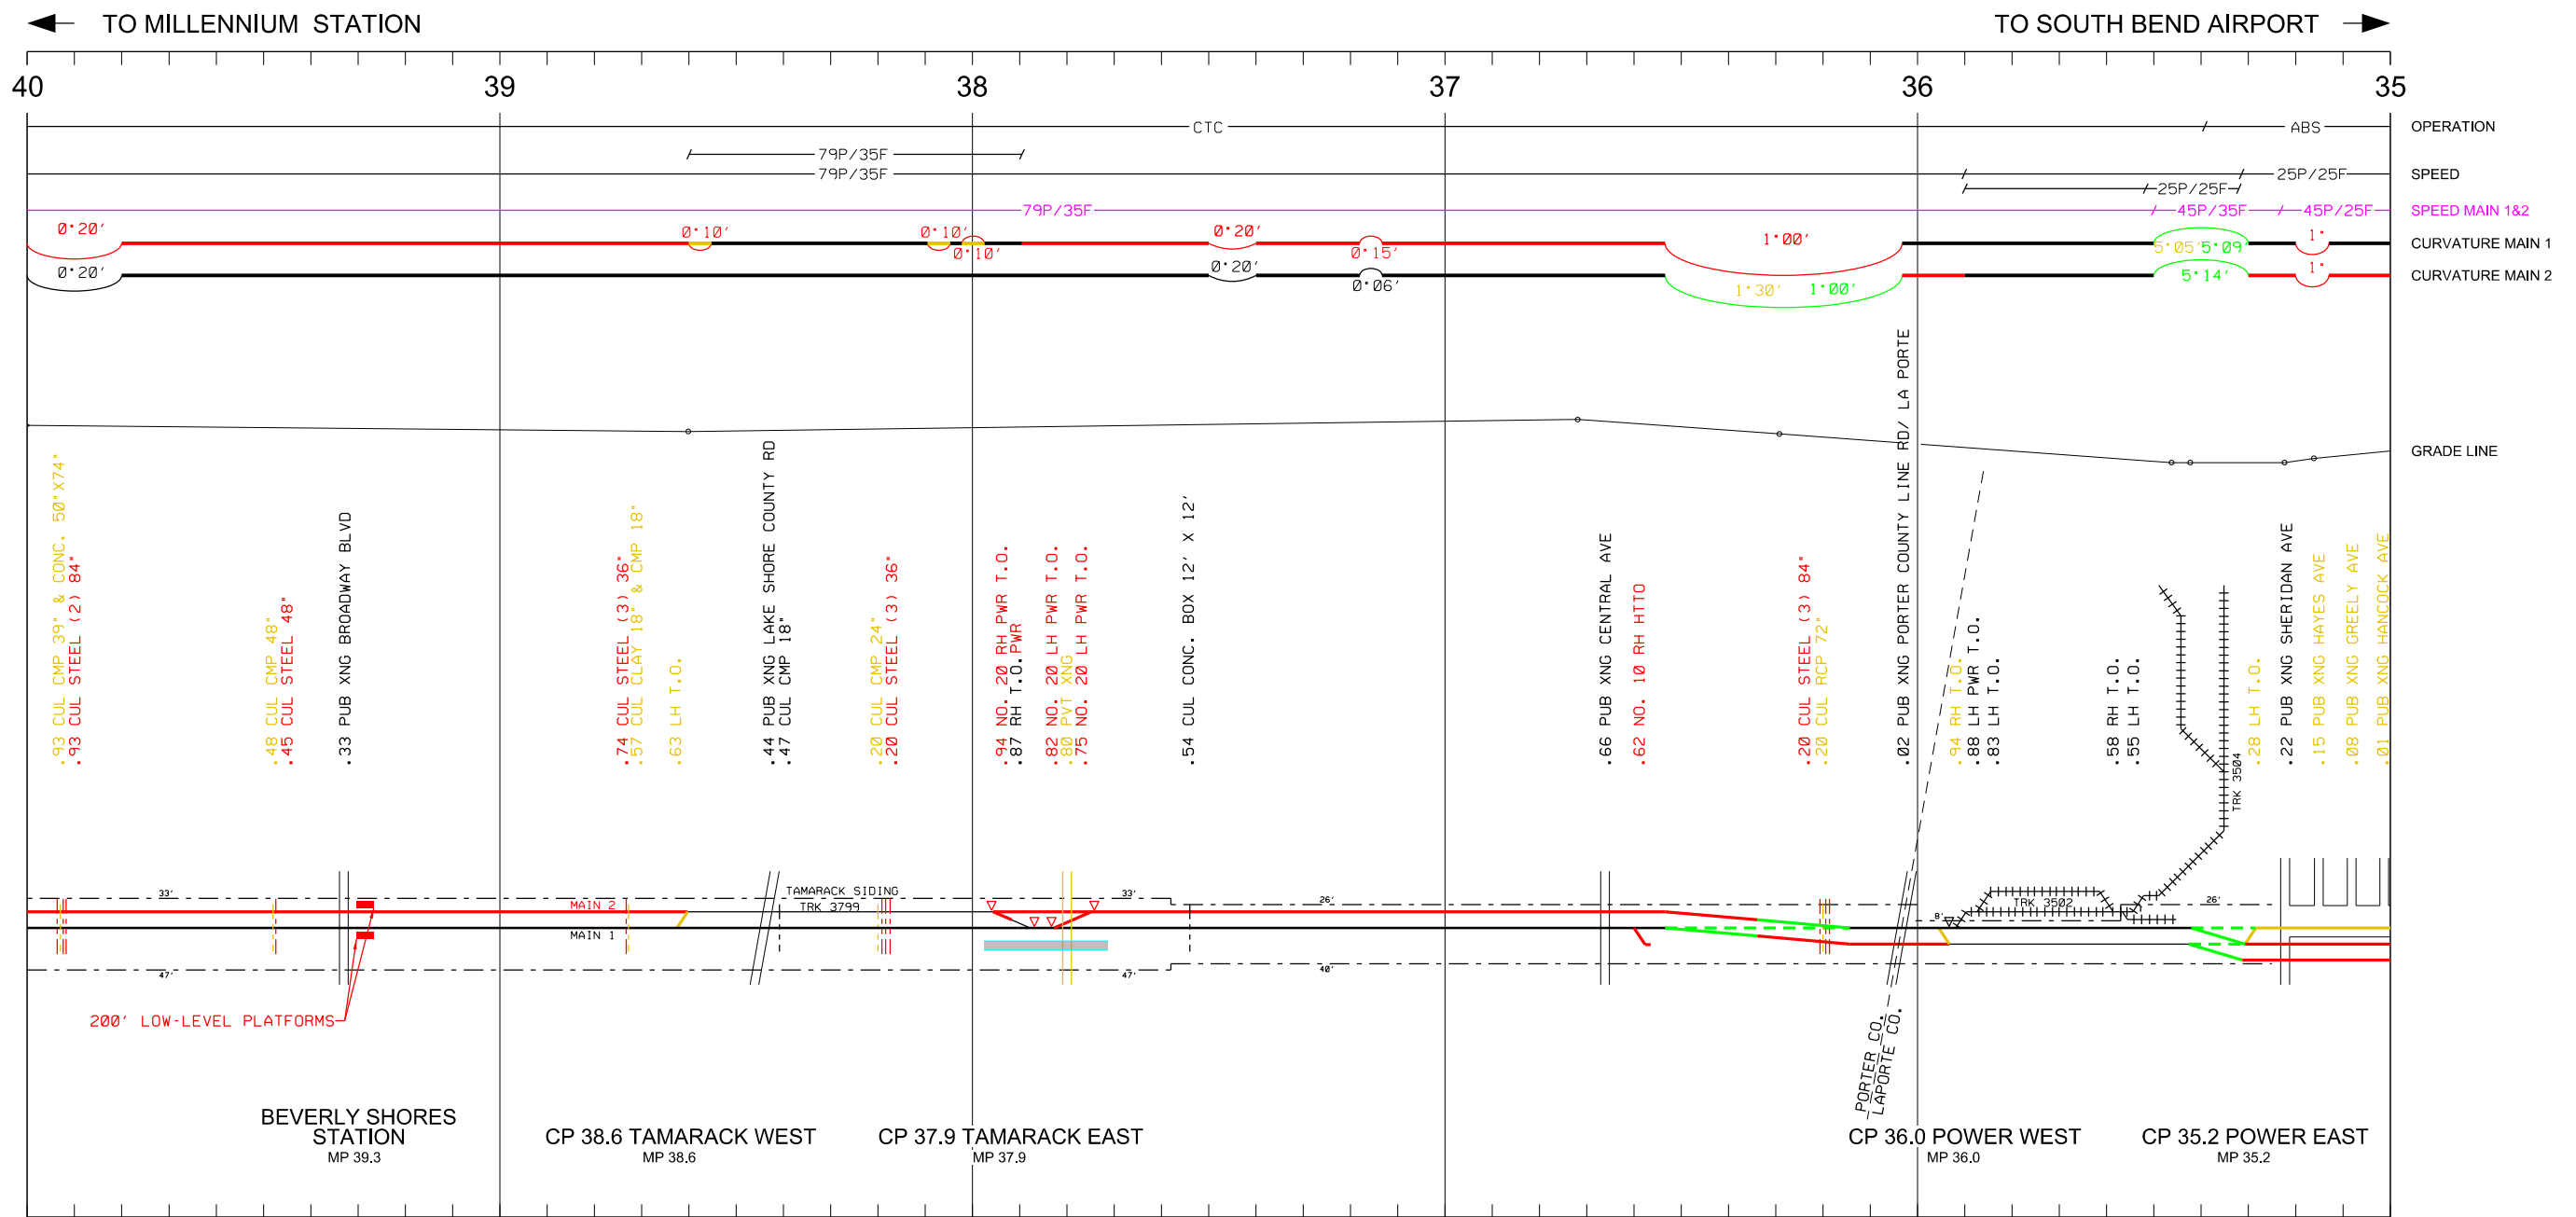 TO MILLENNIUM STATION
TO SOUTH BEND AIRPORT
40 39 38 37 36 35
CTC ABS OPERATION
79P/35F
79P/35F 25P/25F SPEED
25P/25F
79P/35F 45P/35F 45P/25F SPEED MAIN 1&2
0°20' 0°10' 0°10' 0°10' 0°20' 0°15' 1°00' 5°05' 5°09' 1° CURVATURE MAIN 1
0°20' 0°20' 0°06' 1°30' 1°00' 5°14' 1° CURVATURE MAIN 2
GRADE LINE
.93 CUL CMP 39" & CONC. 50"X74"
.93 CUL STEEL (2) 84"
.48 CUL CMP 48"
.45 CUL STEEL 48"
.33 PUB XNG BROADWAY BLVD
.74 CUL STEEL (3) 36"
.57 CUL CLAY 18" & CMP 18"
.63 LH T.O.
.44 PUB XNG LAKE SHORE COUNTY RD
.47 CUL CMP 18"
.20 CUL CMP 24"
.20 CUL STEEL (3) 36"
.94 NO. 20 RH PWR T.O.
.87 RH T.O. PWR
.82 NO. 20 LH PWR T.O.
.80 PVT XNG
.75 NO. 20 LH PWR T.O.
.54 CUL CONC. BOX 12' X 12'
.66 PUB XNG CENTRAL AVE
.62 NO. 10 RH HTTO
.20 CUL STEEL (3) 84"
.20 CUL RCP 72"
.02 PUB XNG PORTER COUNTY LINE RD/ LA PORTE
.94 RH T.O.
.88 LH PWR T.O.
.83 LH T.O.
.58 RH T.O.
.55 LH T.O.
TRK 3504
.28 LH T.O.
.22 PUB XNG SHERIDAN AVE
.15 PUB XNG HAYES AVE
.08 PUB XNG GREELY AVE
.01 PUB XNG HANCOCK AVE
33' TAMARACK SIDING 33' 26' 26'
MAIN 2 TRK 3799 TRK 3502
8'
MAIN 1
47' 47' 40'
200' LOW-LEVEL PLATFORMS
PORTER CO.
LAPORTE CO.
BEVERLY SHORES
STATION
MP 39.3
CP 38.6 TAMARACK WEST
MP 38.6
CP 37.9 TAMARACK EAST
MP 37.9
CP 36.0 POWER WEST
MP 36.0
CP 35.2 POWER EAST
MP 35.2